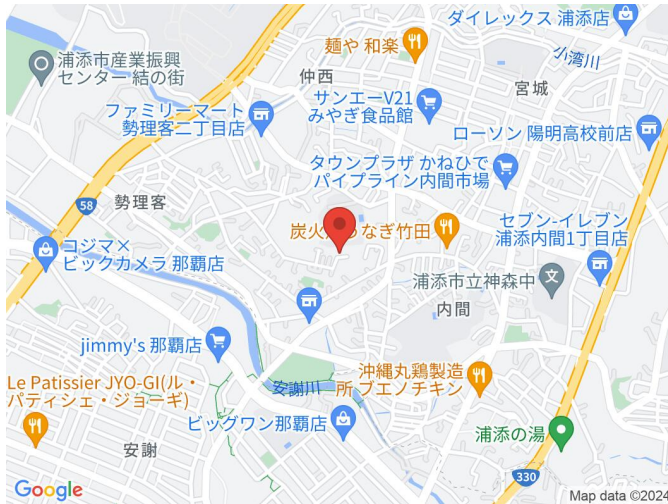 ダイレックス 浦添店
麺や 和楽
小湾川
浦添市産業振興
センター 結の街
仲西
宮城
サンエーV21
みやぎ食品館
ファミリーマート
勢理客二丁目店
ローソン 陽明高校前店
タウンプラザ かねひで
パイプライン内間市場
58
勢理客
炭火
うなぎ竹田
セブン-イレブン
浦添内間1丁目店
コジマ×
ビックカメラ 那覇店
浦添市立神森中
内間
jimmy's 那覇店
沖縄丸鶏製造
所 ブエノチキン
Le Patissier JYO-GI(ル・
パティシェ・ジョーギ)
安謝川
ビッグワン那覇店
浦添の湯
安謝
330
Google
Map data ©2024